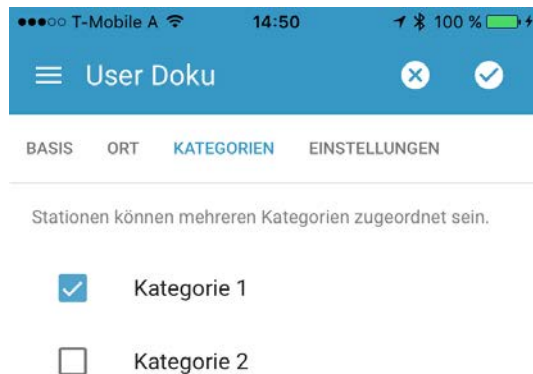 T-Mobile A 14:50 100 %
User Doku
BASIS ORT KATEGORIEN EINSTELLUNGEN
Stationen können mehreren Kategorien zugeordnet sein.
Kategorie 1
Kategorie 2